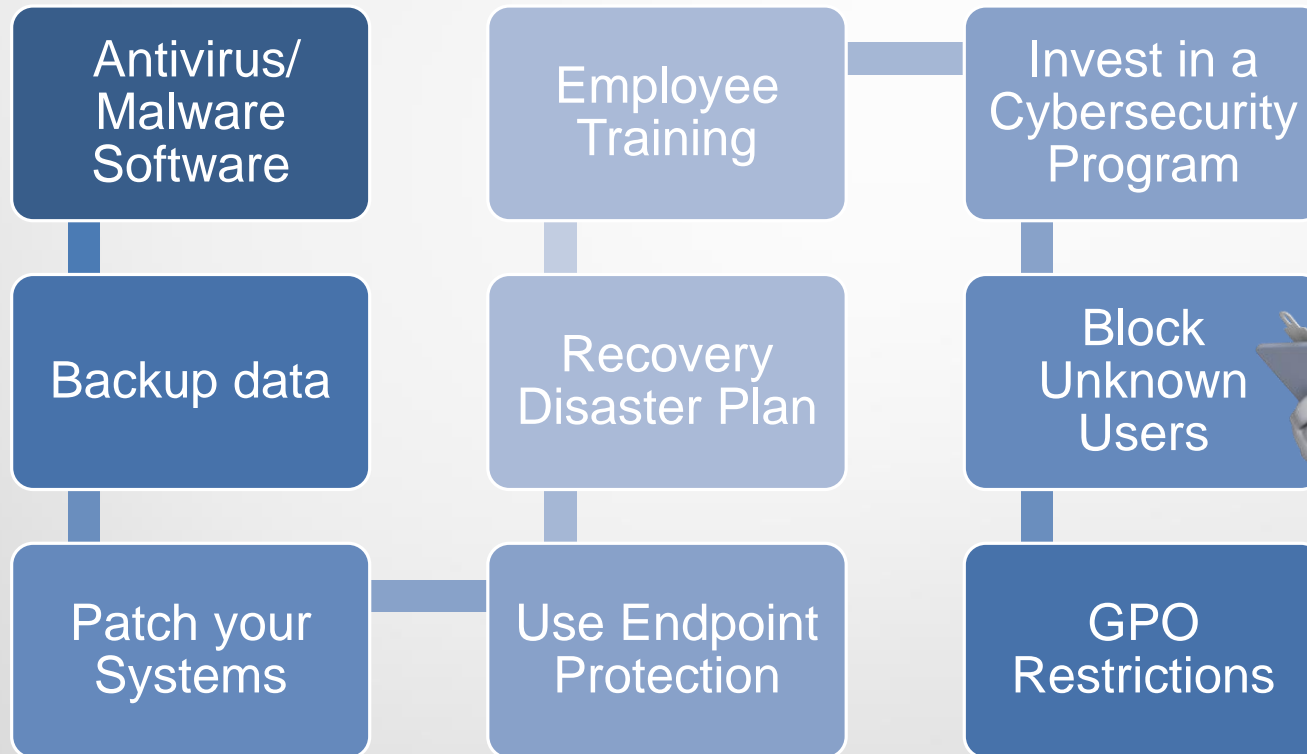 Antivirus/
Malware
Software
Backup data
Patch your
Systems
Use Endpoint
Protection
Recovery
Disaster Plan
Employee
Training
Invest in a
Cybersecurity
Program
Block
Unknown
Users
GPO
Restrictions